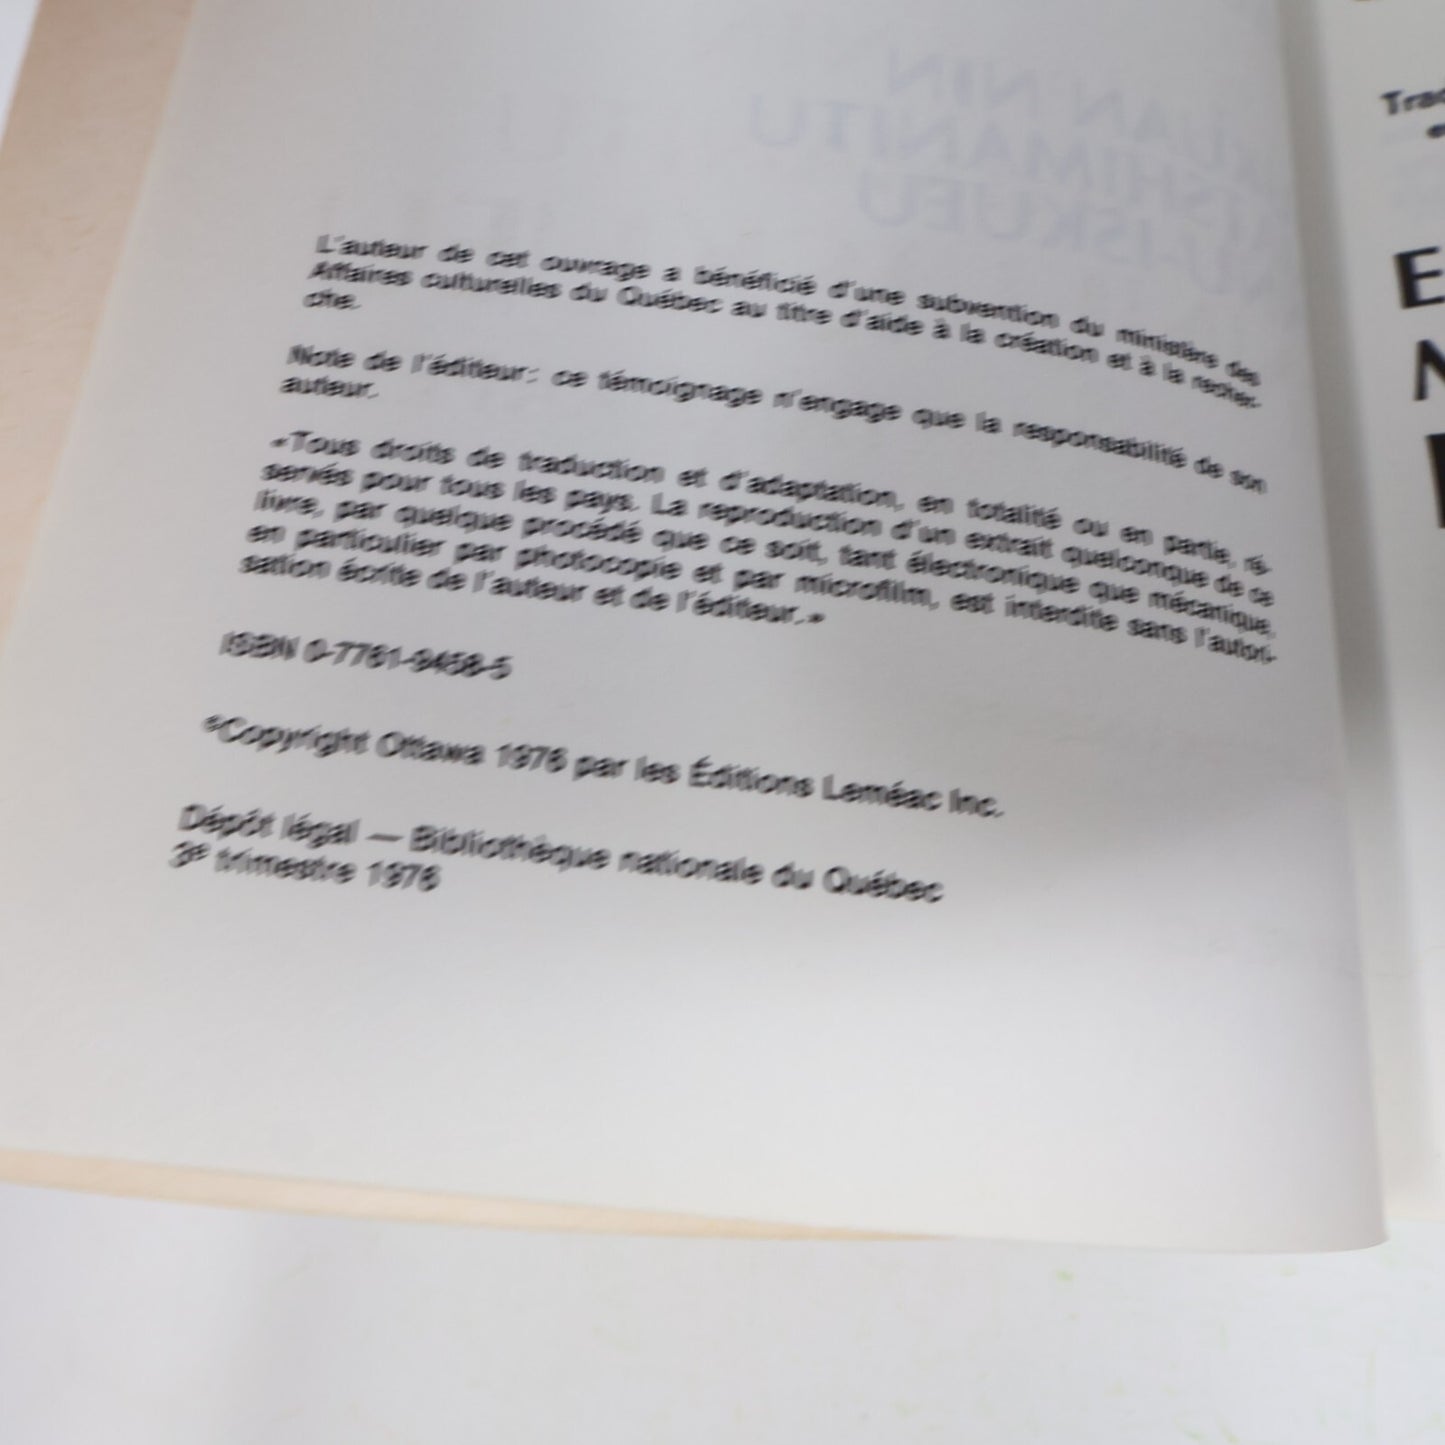 L'auteur de cet ouvrage a bénéficié d'une subvention du ministère des
Affaires culturelles du Québec au titre d'aide à la création et à la recher-
che.
Note de l'éditeur: ce témoignage n'engage que la responsabilité de son
auteur.
«Tous droits de traduction et d'adaptation, en totalité ou en partie, ré-
servés pour tous les pays. La reproduction d'un extrait quelconque de ce
livre, par quelque procédé que ce soit, tant électronique que mécanique,
en particulier par photocopie et par microfilm, est interdite sans l'autori-
sation écrite de l'auteur et de l'éditeur.»
ISBN 0-7761-9458-5
©Copyright Ottawa 1976 par les Éditions Leméac Inc.
Dépôt légal — Bibliothèque nationale du Québec
3e trimestre 1976